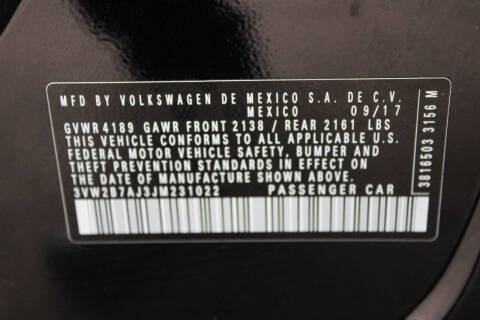 MFD BY VOLKSWAGEN DE MEXICO S.A. DE C.V.
MEXICO 09/17
GVWR 4189 GAWR FRONT 2138 / REAR 2161 LBS
THIS VEHICLE CONFORMS TO ALL APPLICABLE U.S.
FEDERAL MOTOR VEHICLE SAFETY, BUMPER AND
THEFT PREVENTION STANDARDS IN EFFECT ON
THE DATE OF MANUFACTURE SHOWN ABOVE.
3VW2B7AJ3JM231022 PASSENGER CAR
3816503 3156 M